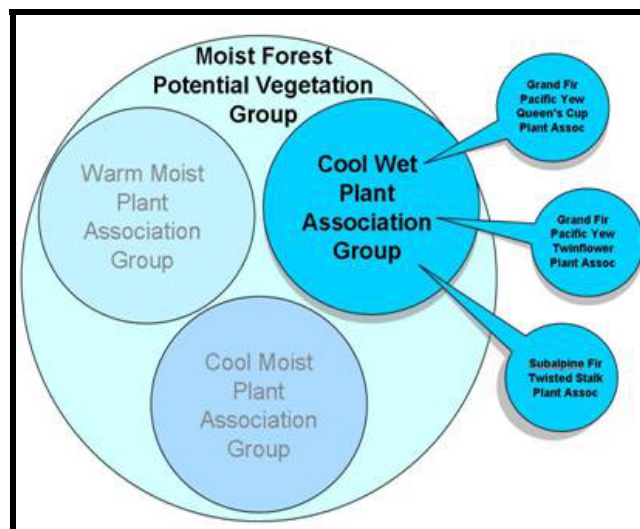 Moist Forest
Potential Vegetation
Group
Warm Moist
Plant
Association
Group
Cool Wet
Plant
Association
Group
Cool Moist
Plant
Association
Group
Grand Fir
Pacific Yew
Queen's Cup
Plant Assoc
Grand Fir
Pacific Yew
Twinflower
Plant Assoc
Subalpine Fir
Twisted Stalk
Plant Assoc